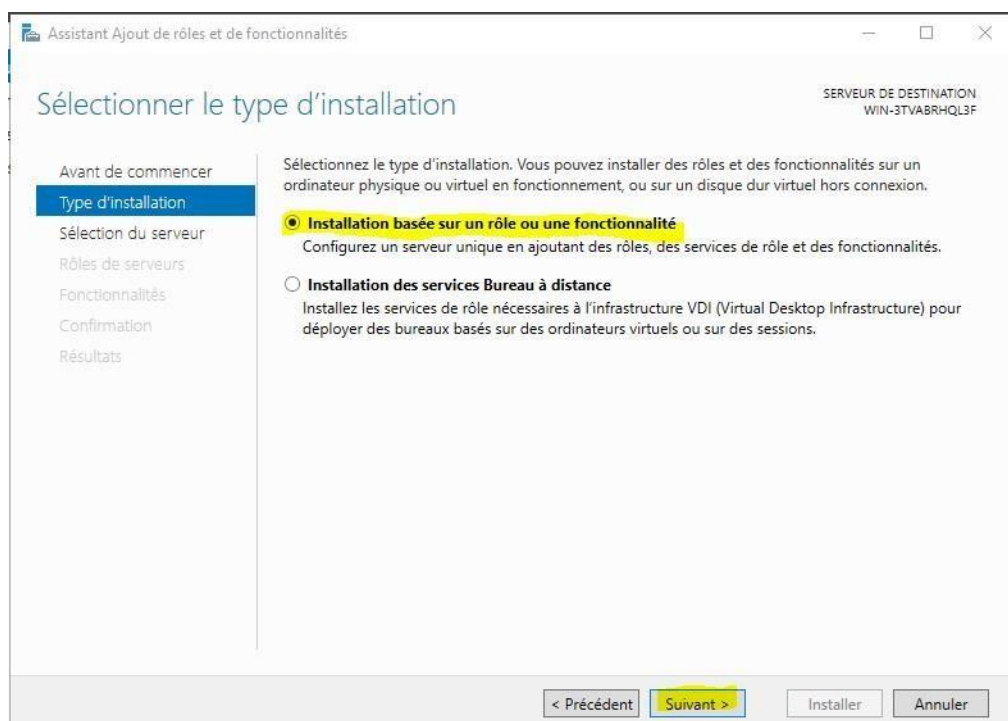 Assistant Ajout de rôles et de fonctionnalités
Sélectionner le type d’installation
SERVEUR DE DESTINATION
WIN-3TVABRHQL3F
Avant de commencer
Type d’installation
Sélection du serveur
Rôles de serveurs
Fonctionnalités
Confirmation
Résultats
Sélectionnez le type d’installation. Vous pouvez installer des rôles et des fonctionnalités sur un
ordinateur physique ou virtuel en fonctionnement, ou sur un disque dur virtuel hors connexion.
Installation basée sur un rôle ou une fonctionnalité
Configurez un serveur unique en ajoutant des rôles, des services de rôle et des fonctionnalités.
Installation des services Bureau à distance
Installez les services de rôle nécessaires à l’infrastructure VDI (Virtual Desktop Infrastructure) pour
déployer des bureaux basés sur des ordinateurs virtuels ou sur des sessions.
< Précédent
Suivant >
Installer
Annuler